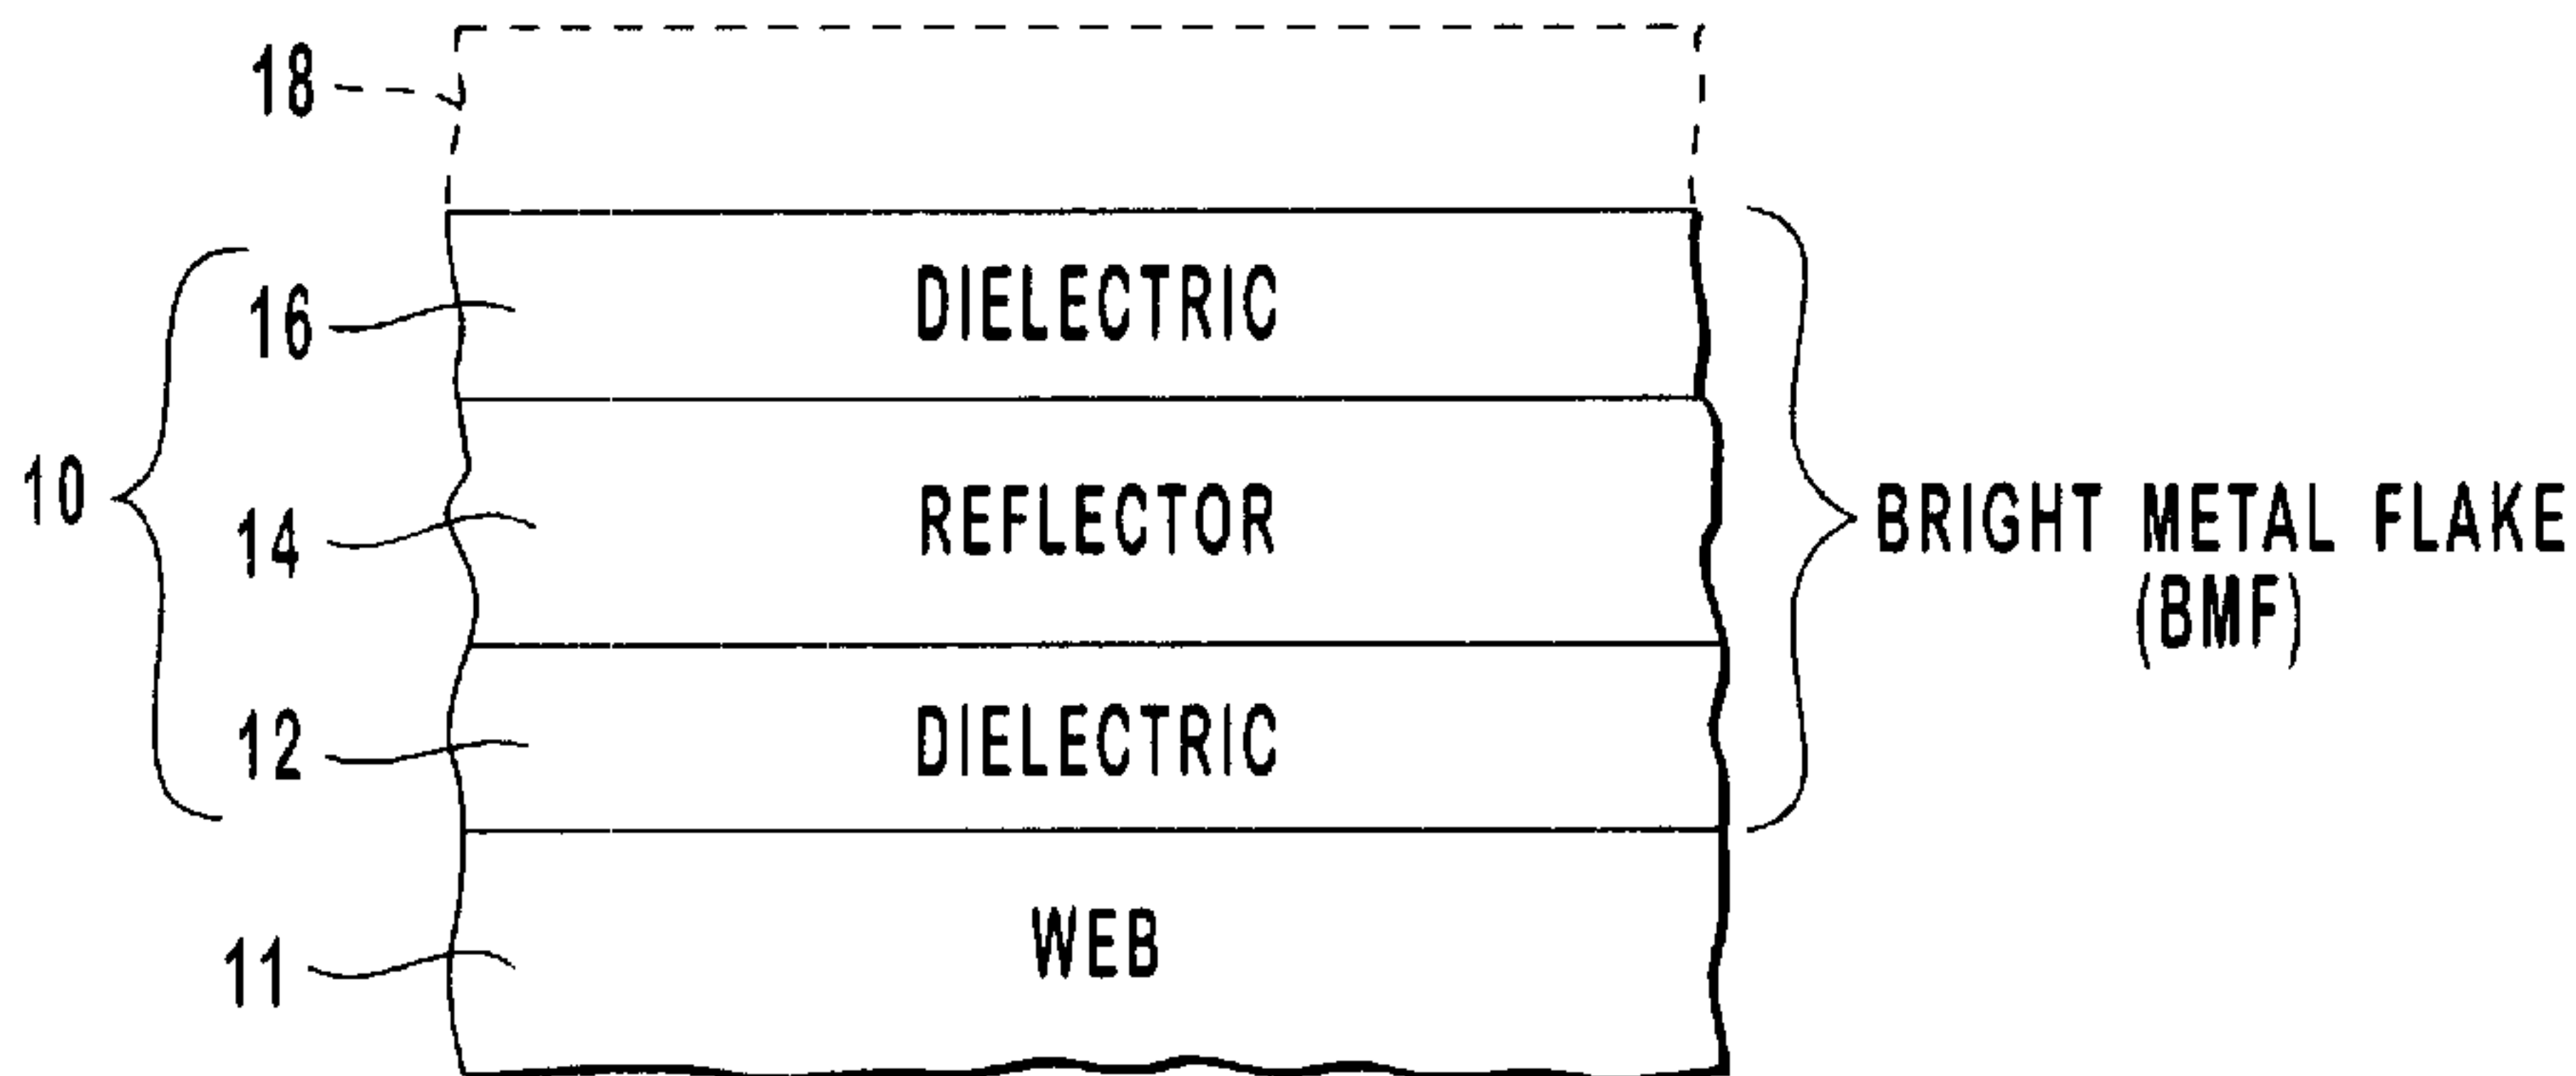 18
16 DIELECTRIC
10
14 REFLECTOR
BRIGHT METAL FLAKE
(BMF)
12 DIELECTRIC
11 WEB